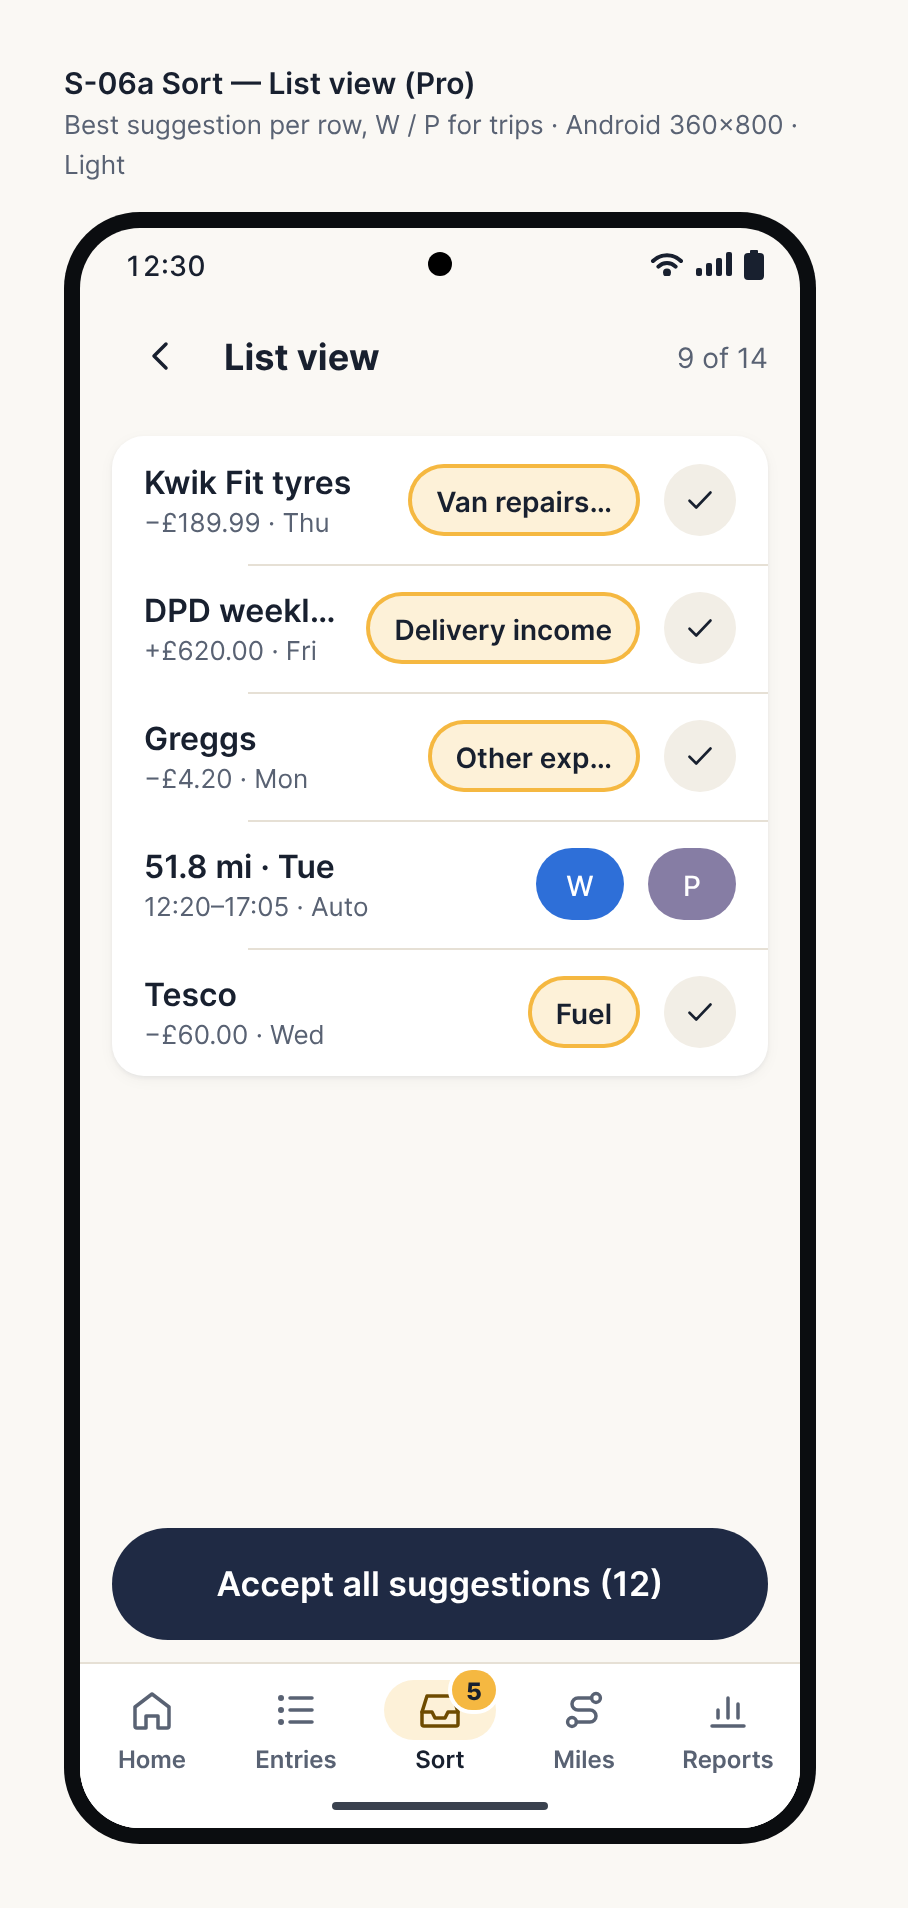 S-06a Sort — List view (Pro)
Best suggestion per row, W / P for trips · Android 360×800 ·
Light
12:30
List view
9 of 14
Kwik Fit tyres
−£189.99 · Thu
Van repairs...
DPD weekl...
+£620.00 · Fri
Delivery income
Greggs
−£4.20 · Mon
Other exp...
51.8 mi · Tue
12:20–17:05 · Auto
W
P
Tesco
−£60.00 · Wed
Fuel
Accept all suggestions (12)
5
Home
Entries
Sort
Miles
Reports